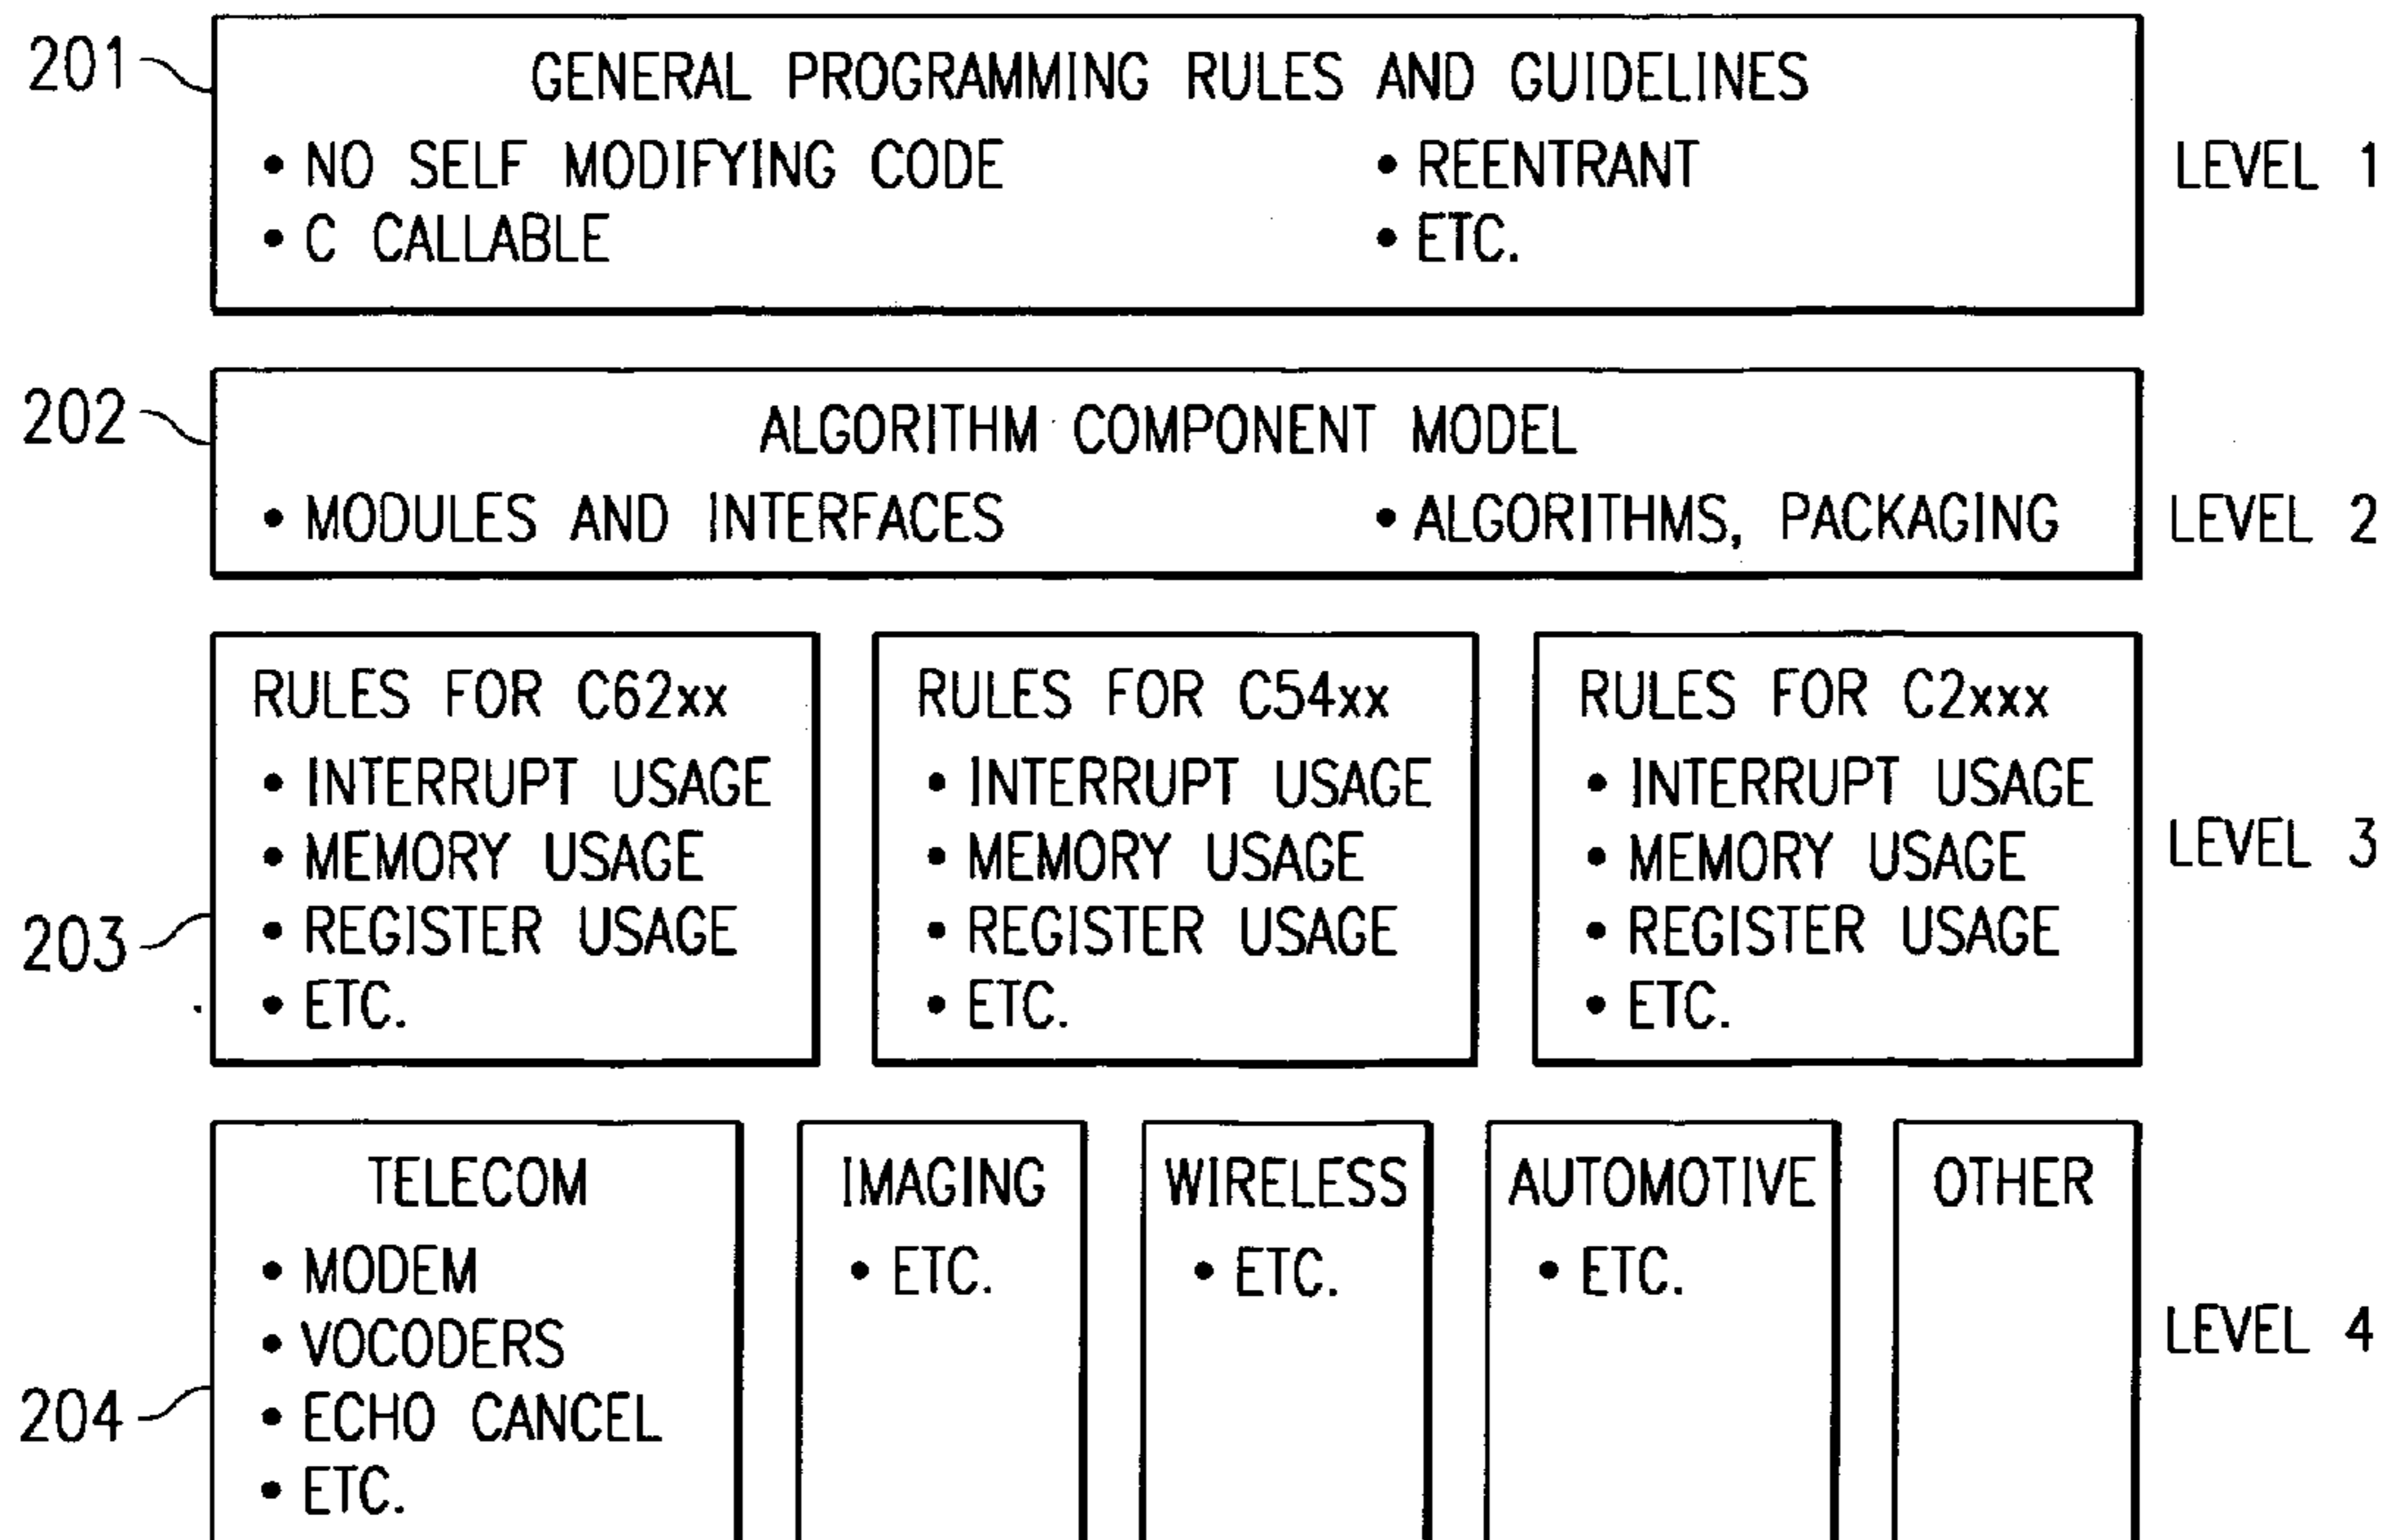 201
GENERAL PROGRAMMING RULES AND GUIDELINES
• NO SELF MODIFYING CODE
• C CALLABLE
• REENTRANT
• ETC.
LEVEL 1
202
ALGORITHM COMPONENT MODEL
• MODULES AND INTERFACES
• ALGORITHMS, PACKAGING
LEVEL 2
203
RULES FOR C62xx
• INTERRUPT USAGE
• MEMORY USAGE
• REGISTER USAGE
• ETC.
RULES FOR C54xx
• INTERRUPT USAGE
• MEMORY USAGE
• REGISTER USAGE
• ETC.
RULES FOR C2xxx
• INTERRUPT USAGE
• MEMORY USAGE
• REGISTER USAGE
• ETC.
LEVEL 3
204
TELECOM
• MODEM
• VOCODERS
• ECHO CANCEL
• ETC.
IMAGING
• ETC.
WIRELESS
• ETC.
AUTOMOTIVE
• ETC.
OTHER
LEVEL 4